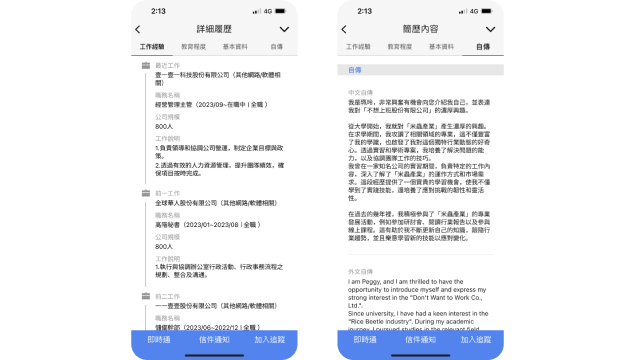 2:13
4G
詳細履歷
工作經驗
教育程度
基本資料
自傳
最近工作
壹一壹一科技股份有限公司（其他網路/軟體相
關）
職務名稱
經營管理主管（2023/09~在職中 | 全職 ）
公司規模
800人
工作說明
1.負責領導和協調公司營運，制定企業目標與政
策。
2.透過有效的人力資源管理，提升團隊績效，確
保項目按時完成。
前一工作
全球華人股份有限公司（其他網路/軟體相關）
職務名稱
高階秘書（2023/01~2023/08 | 全職 ）
公司規模
800人
工作說明
1.執行與協調辦公室行政活動、行政事務流程之
規劃、整合及溝通。
前二工作
一一壹壹股份有限公司（其他網路/軟體相關）
職務名稱
儲備幹部（2023/06~2022/12 | 全職 ）
即時通
信件通知
加入追蹤
2:13
4G
簡歷內容
工作經驗
教育程度
基本資料
自傳
自傳
中文自傳
我是珮玲，非常興奮有機會向您介紹我自己，並表達
我對「不想上班股份有限公司」的濃厚興趣。
從大學開始，我就對「米蟲產業」產生濃厚的興趣。
在求學期間，我攻讀了相關領域的專業，這不僅豐富
了我的學識，也啟發了我對這個獨特行業動態的好奇
心。透過實習和學術專案，我培養了解決問題的能
力，以及協調團隊工作的技巧。
我曾在一家知名公司的實習期間，負責特定的工作內
容，深入了解了「米蟲產業」的運作方式和市場需
求。這段經歷提供了一個寶貴的學習機會，使我不僅
學到了實踐技能，還培養了應對挑戰的韌性和靈活
性。
在過去的幾年裡，我積極參與了「米蟲產業」的專業
發展活動，例如參加研討會、閱讀行業報告以及參與
線上課程。這有助於我不斷更新自己的知識，跟隨行
業趨勢，並且樂意學習新的技能以應對變化。
外文自傳
I am Peggy, and I am thrilled to have the
opportunity to introduce myself and express my
strong interest in the "Don't Want to Work Co.,
Ltd.".
Since university, I have had a keen interest in the
"Rice Beetle industry". During my academic
journey, I pursued studies in the relevant field
即時通
信件通知
加入追蹤